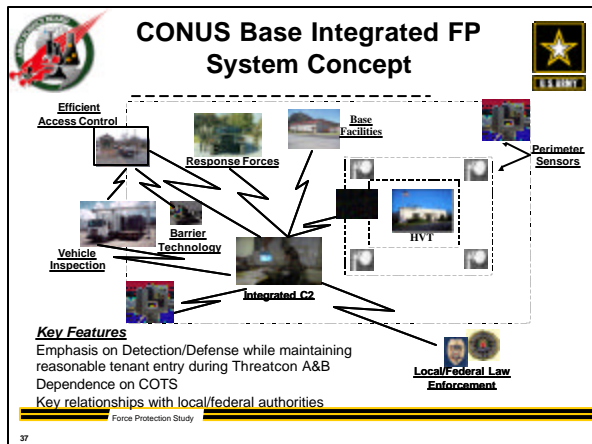 CONUS Base Integrated FP
System Concept
U.S. ARMY
Efficient
Access Control
Response Forces
Base
Facilities
Perimeter
Sensors
Vehicle
Inspection
Barrier
Technology
HVT
Integrated C2
Key Features
Emphasis on Detection/Defense while maintaining
reasonable tenant entry during Threatcon A&B
Dependence on COTS
Key relationships with local/federal authorities
Local/Federal Law
Enforcement
Force Protection Study
37